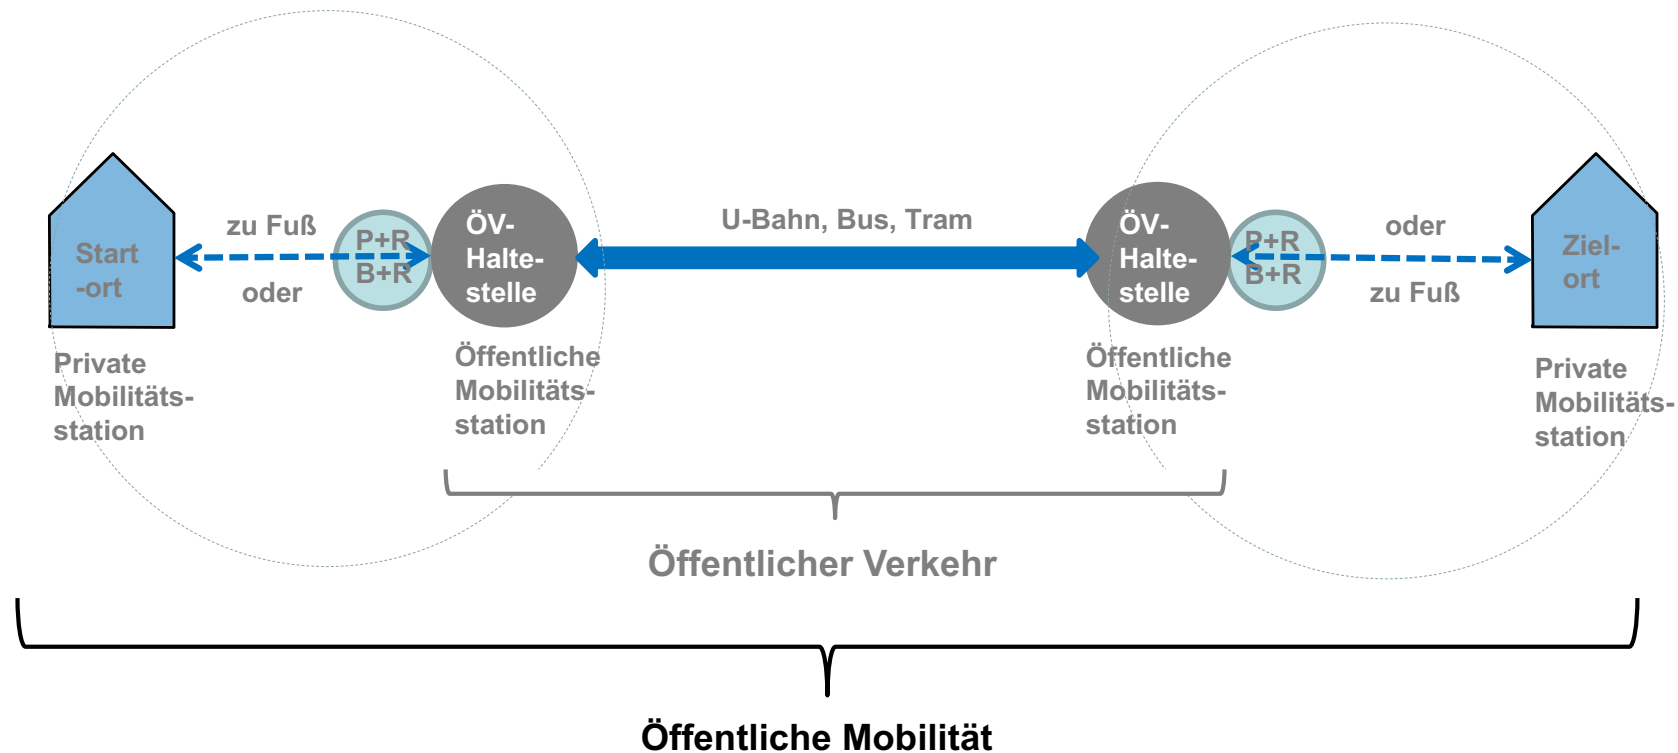 Start
-ort
zu Fuß
oder
P+R
B+R
ÖV-
Halte-
stelle
U-Bahn, Bus, Tram
ÖV-
Halte-
stelle
P+R
B+R
oder
zu Fuß
Ziel-
ort
Private
Mobilitäts-
station
Öffentliche
Mobilitäts-
station
Öffentliche
Mobilitäts-
station
Private
Mobilitäts-
station
Öffentlicher Verkehr
Öffentliche Mobilität